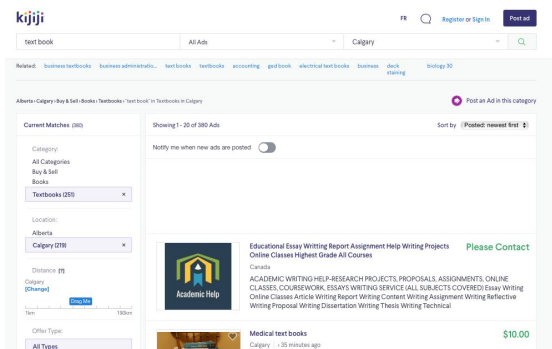 kijiji
FR
Register or Sign In
Post ad
text book
All Ads
Calgary
Related: business textbooks business administratio... text books textbooks accounting ged book electrical text books business deck staining biology 30
Alberta › Calgary › Buy & Sell › Books › Textbooks › "text book" in Textbooks in Calgary
Post an Ad in this category
Current Matches (380)
Showing 1 - 20 of 380 Ads
Sort by Posted: newest first
Notify me when new ads are posted
Category:
All Categories
Buy & Sell
Books
Textbooks (251) ×
Location:
Alberta
Calgary (219) ×
Distance [?]
Calgary
[Change]
Drag Me
1km 190km
Offer Type:
All Types
Academic Help
Educational Essay Writting Report Assignment Help Writing Projects
Online Classes Highest Grade All Courses
Please Contact
Canada
ACADEMIC WRITING HELP-RESEARCH PROJECTS, PROPOSALS, ASSIGNMENTS, ONLINE
CLASSES, COURSEWORK, ESSAYS WRITING SERVICE (ALL SUBJECTS COVERED) Essay Writing
Online Classes Article Writing Report Writing Content Writing Assignment Writing Reflective
Writing Proposal Writing Dissertation Writing Thesis Writing Technical
Medical text books
$10.00
Calgary 35 minutes ago